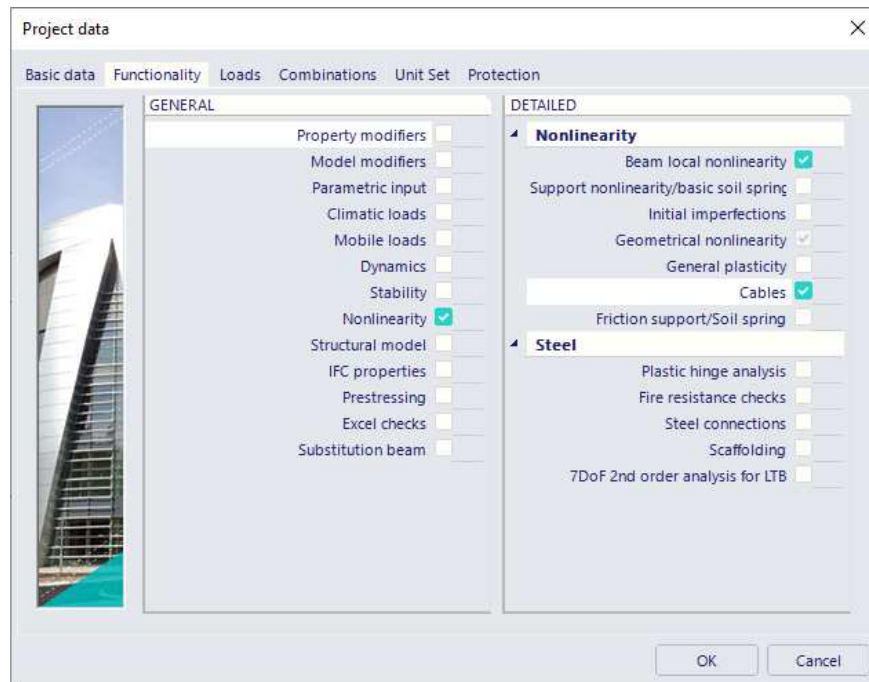 Project data
Basic data Functionality Loads Combinations Unit Set Protection
GENERAL
Property modifiers
Model modifiers
Parametric input
Climatic loads
Mobile loads
Dynamics
Stability
Nonlinearity
Structural model
IFC properties
Prestressing
Excel checks
Substitution beam
DETAILED
Nonlinearity
Beam local nonlinearity
Support nonlinearity/basic soil spring
Initial imperfections
Geometrical nonlinearity
General plasticity
Cables
Friction support/Soil spring
Steel
Plastic hinge analysis
Fire resistance checks
Steel connections
Scaffolding
7DoF 2nd order analysis for LTB
OK Cancel